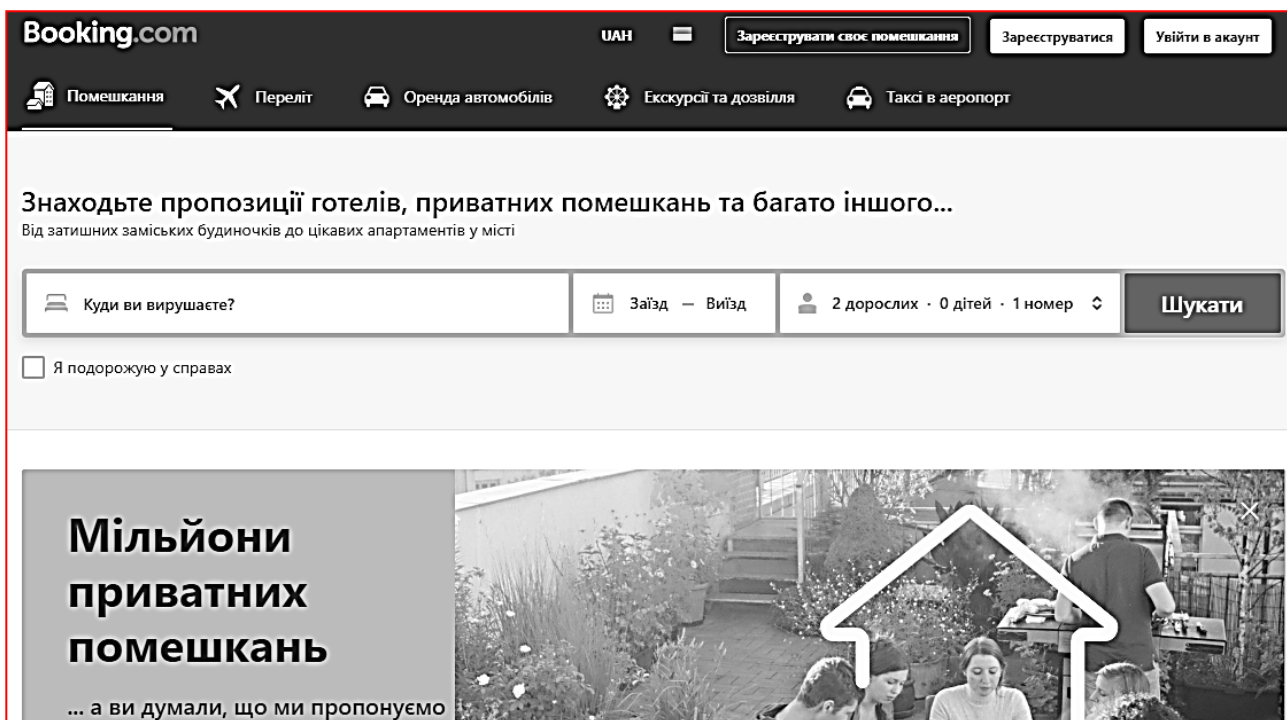 Booking.com
UAH
Зареєструвати своє помешкання
Зареєструватися
Увійти в акаунт
Помешкання
Переліт
Оренда автомобілів
Екскурсії та дозвілля
Таксі в аеропорт
Знаходьте пропозиції готелів, приватних помешкань та багато іншого...
Від затишних заміських будиночків до цікавих апартаментів у місті
Куди ви вирушаєте?
Заїзд — Виїзд
2 дорослих · 0 дітей · 1 номер
Шукати
Я подорожую у справах
Мільйони
приватних
помешкань
... а ви думали, що ми пропонуємо